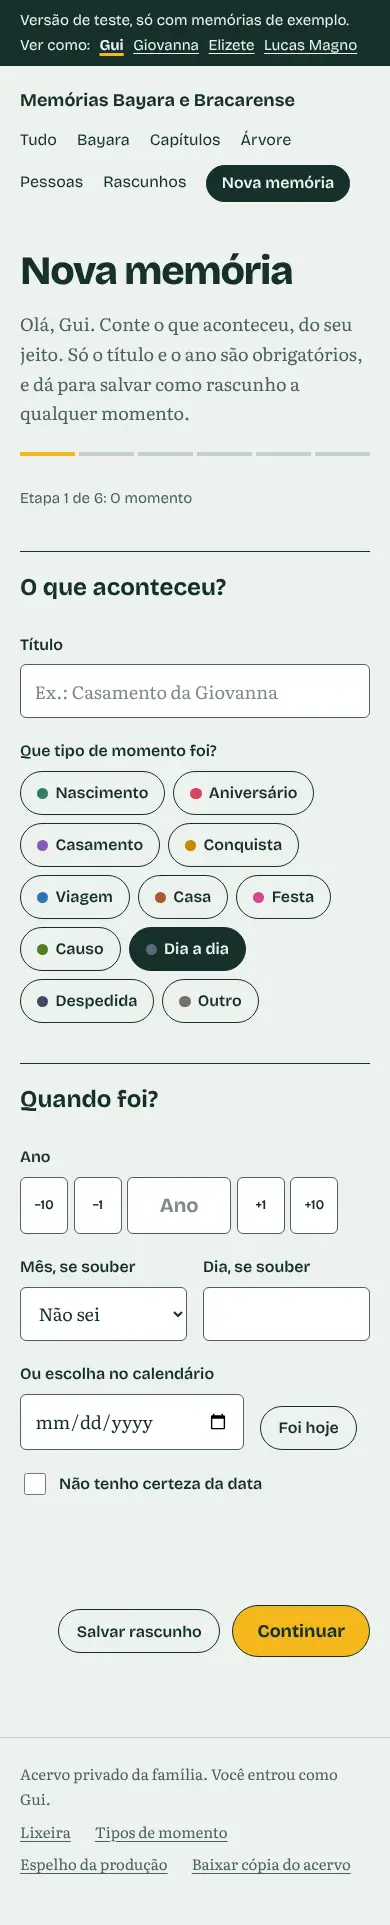 Versão de teste, só com memórias de exemplo.
Ver como: Gui Giovanna Elizete Lucas Magno
Memórias Bayara e Bracarense
Tudo Bayara Capítulos Árvore
Pessoas Rascunhos Nova memória
Nova memória
Olá, Gui. Conte o que aconteceu, do seu
jeito. Só o título e o ano são obrigatórios,
e dá para salvar como rascunho a
qualquer momento.
Etapa 1 de 6: O momento
O que aconteceu?
Título
Ex.: Casamento da Giovanna
Que tipo de momento foi?
Nascimento Aniversário
Casamento Conquista
Viagem Casa Festa
Causo Dia a dia
Despedida Outro
Quando foi?
Ano
−10 −1 Ano +1 +10
Mês, se souber Dia, se souber
Não sei
Ou escolha no calendário
mm/dd/yyyy Foi hoje
Não tenho certeza da data
Salvar rascunho Continuar
Acervo privado da família. Você entrou como
Gui.
Lixeira Tipos de momento
Espelho da produção Baixar cópia do acervo